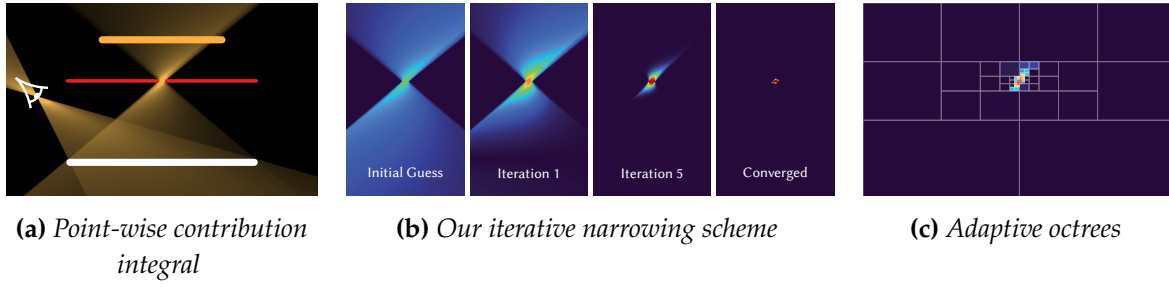 Initial Guess
Iteration 1
Iteration 5
Converged
(a) Point-wise contribution
integral
(b) Our iterative narrowing scheme
(c) Adaptive octrees